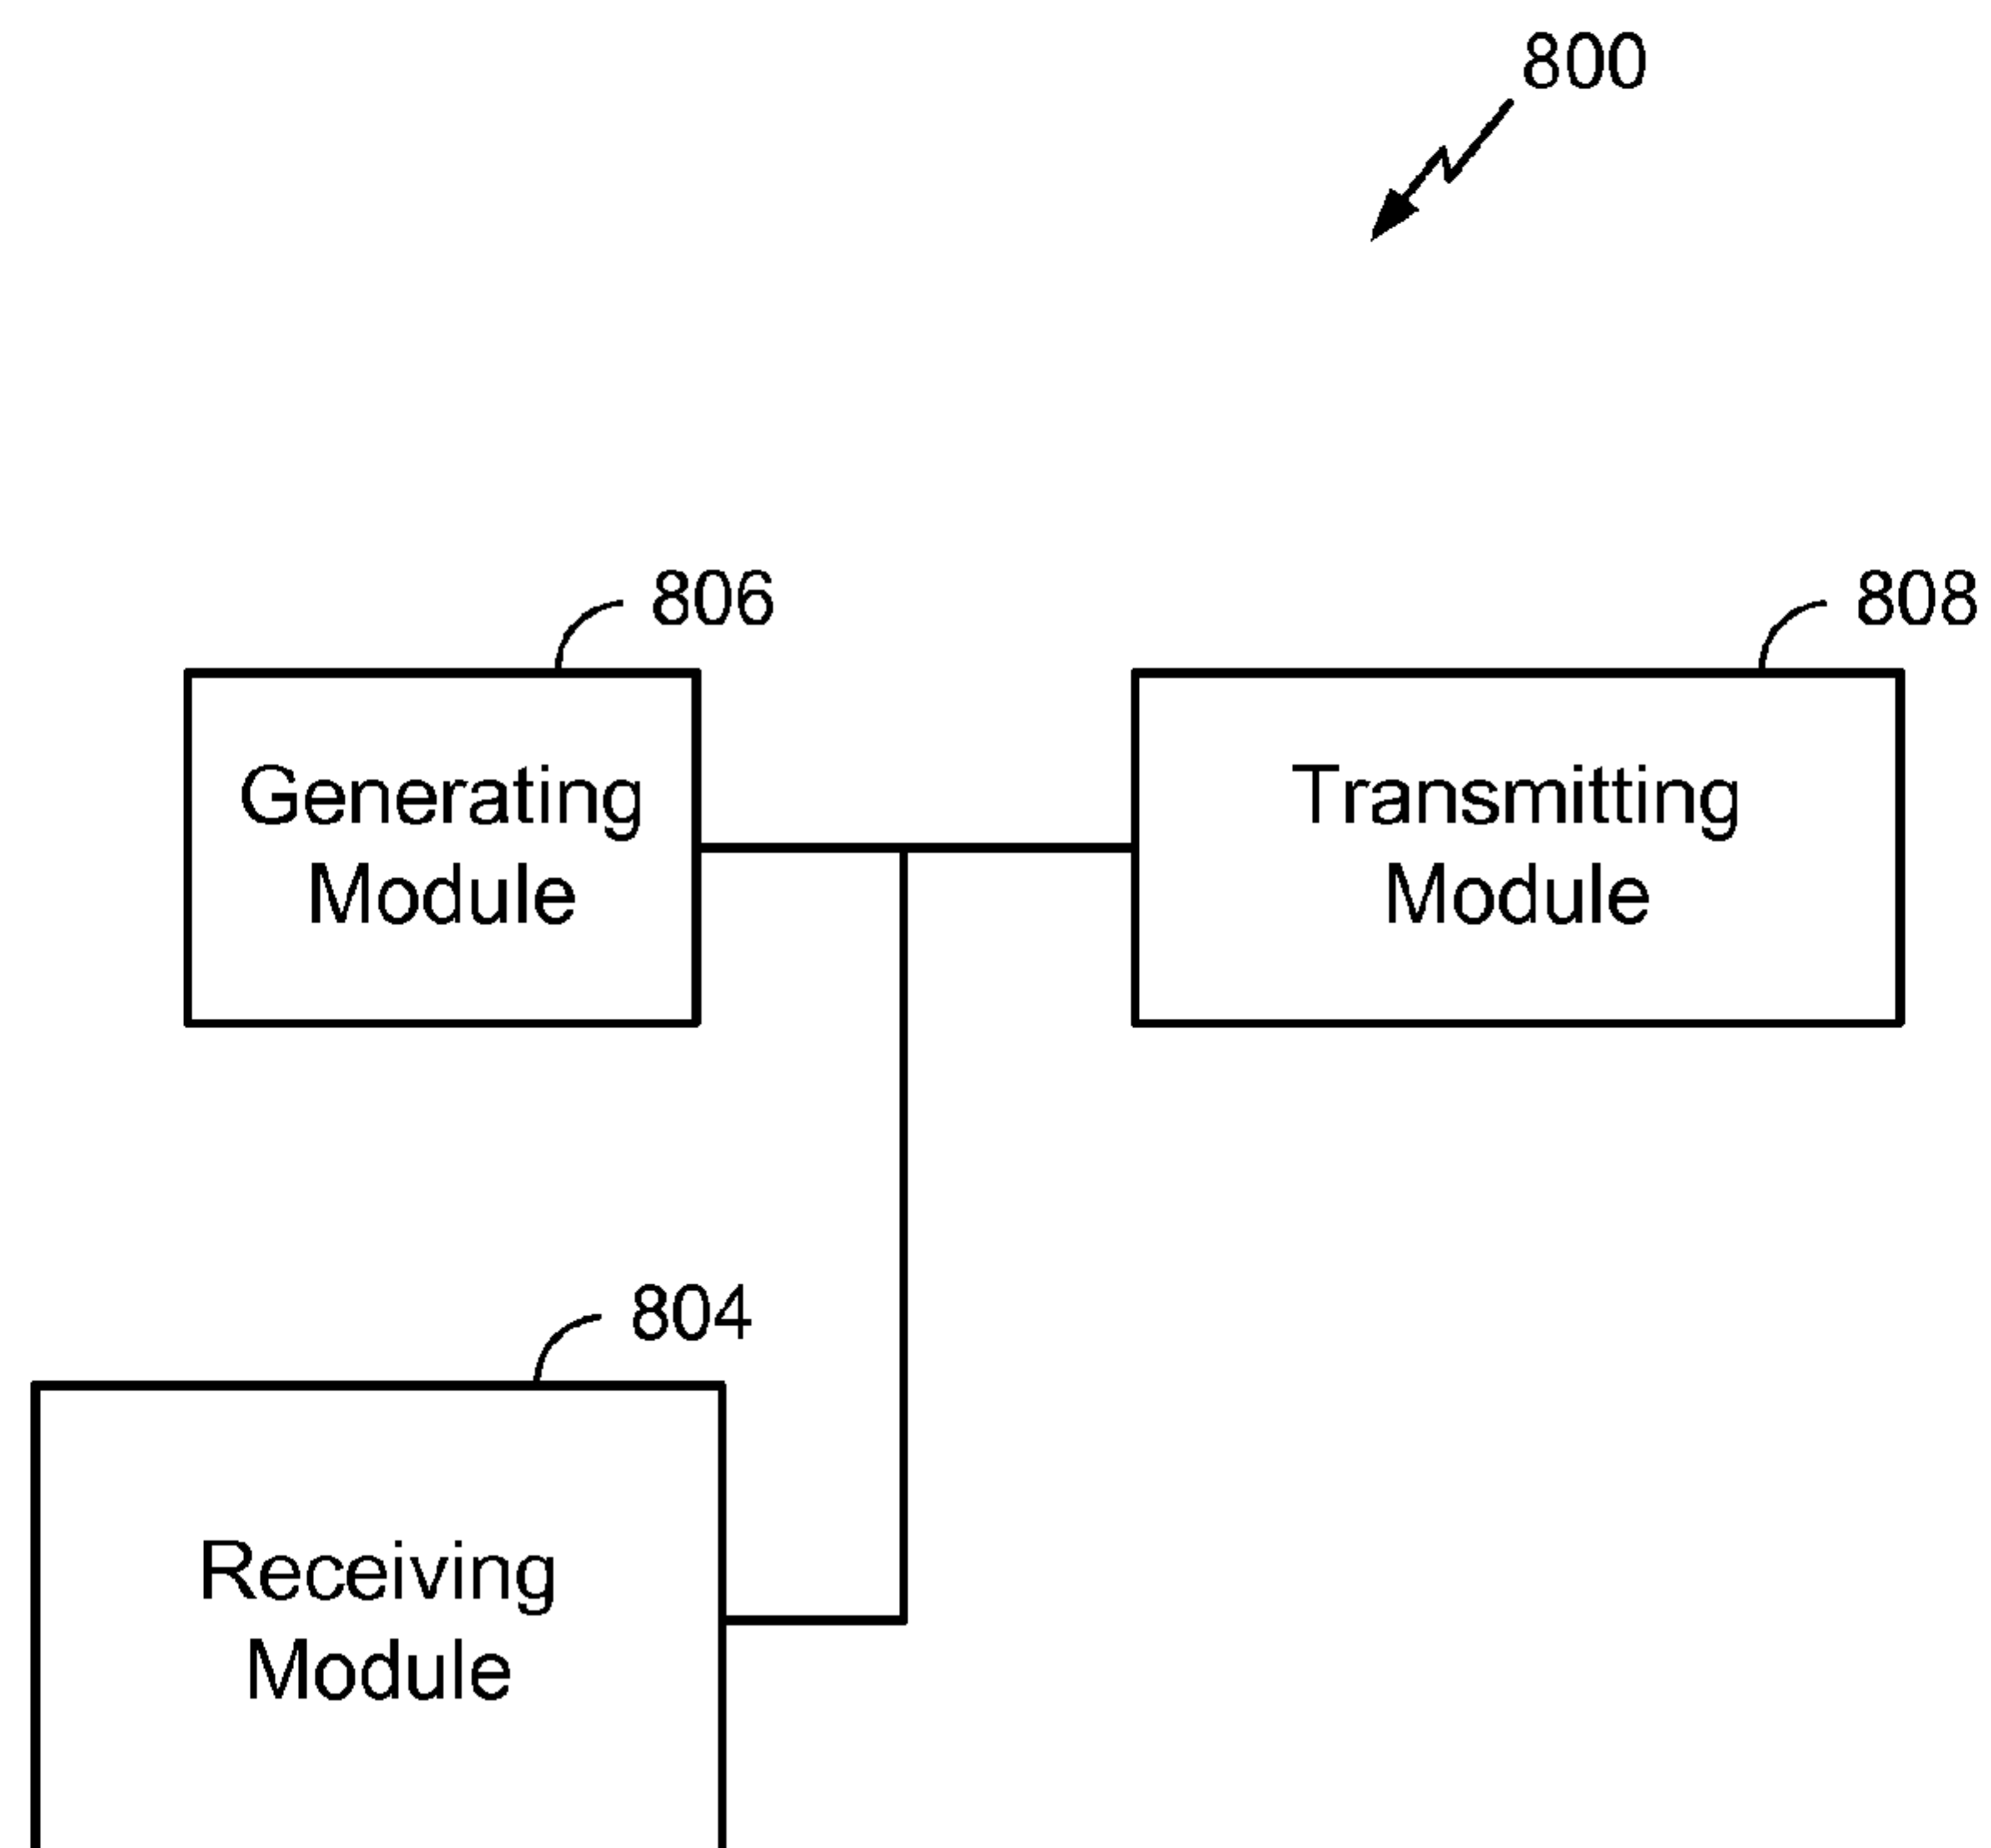 800
806
808
Generating
Module
Transmitting
Module
804
Receiving
Module